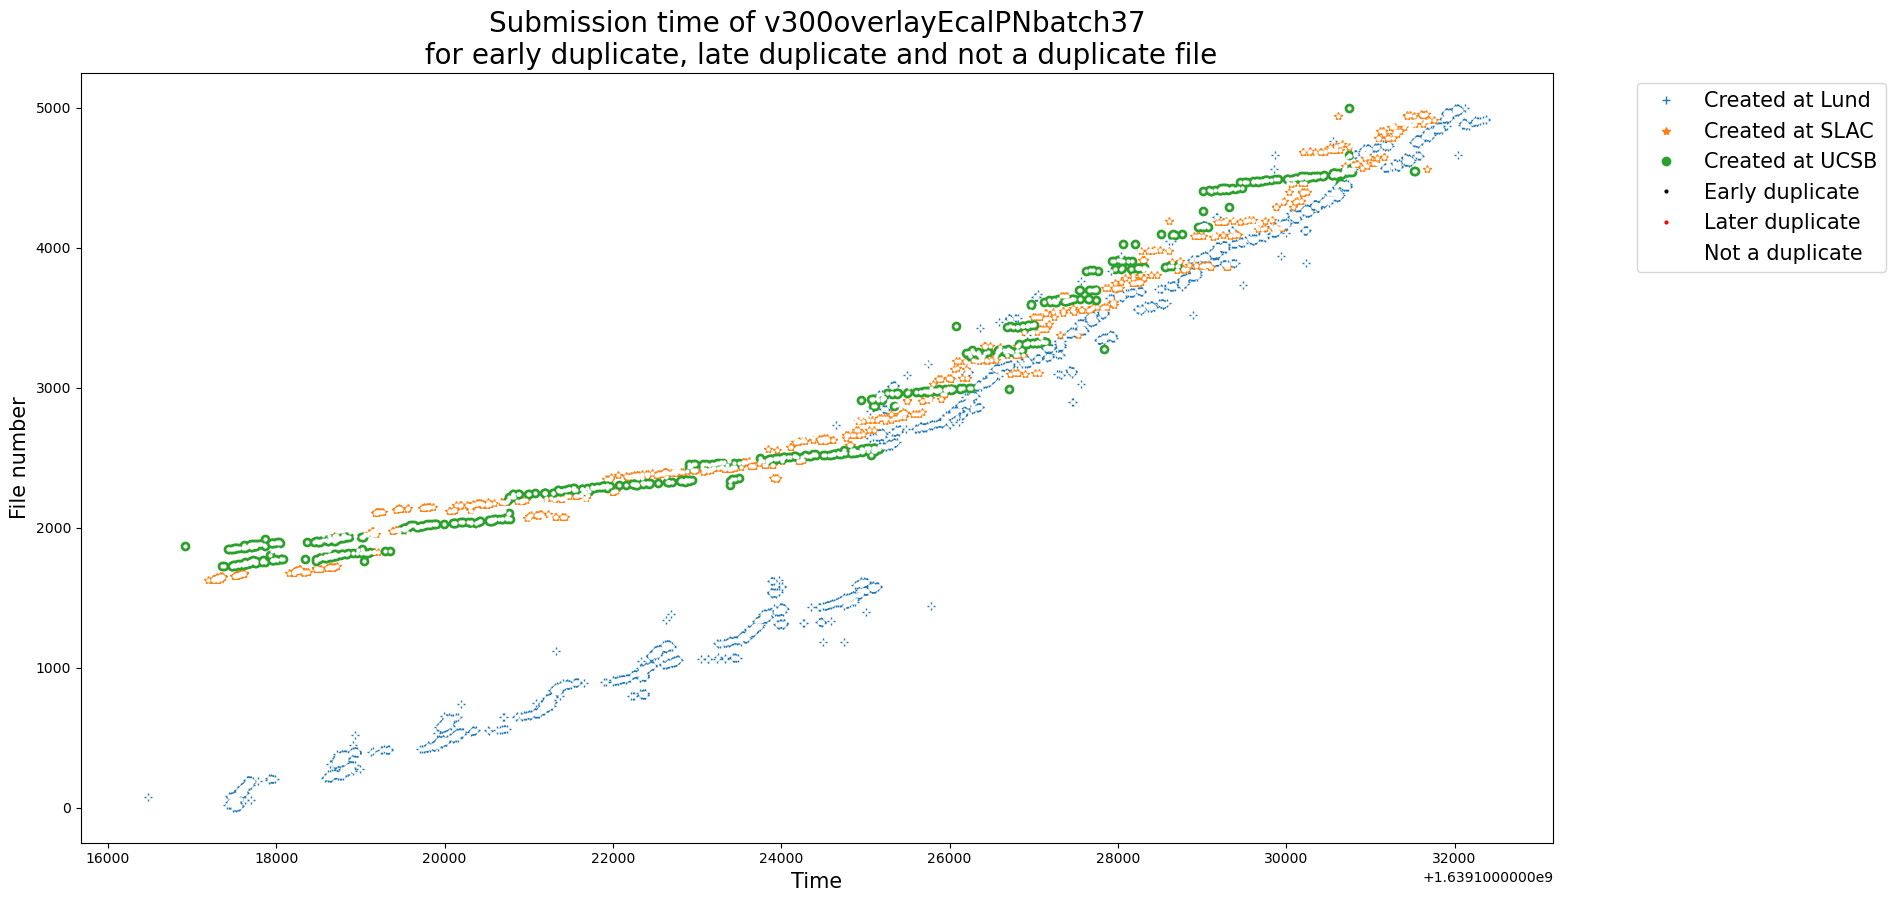 Submission time of v300overlayEcalPNbatch37
for early duplicate, late duplicate and not a duplicate file
Created at Lund
Created at SLAC
Created at UCSB
Early duplicate
Later duplicate
Not a duplicate
File number
5000
4000
3000
2000
1000
0
16000
18000
20000
22000
24000
26000
28000
30000
32000
+1.6391000000e9
Time